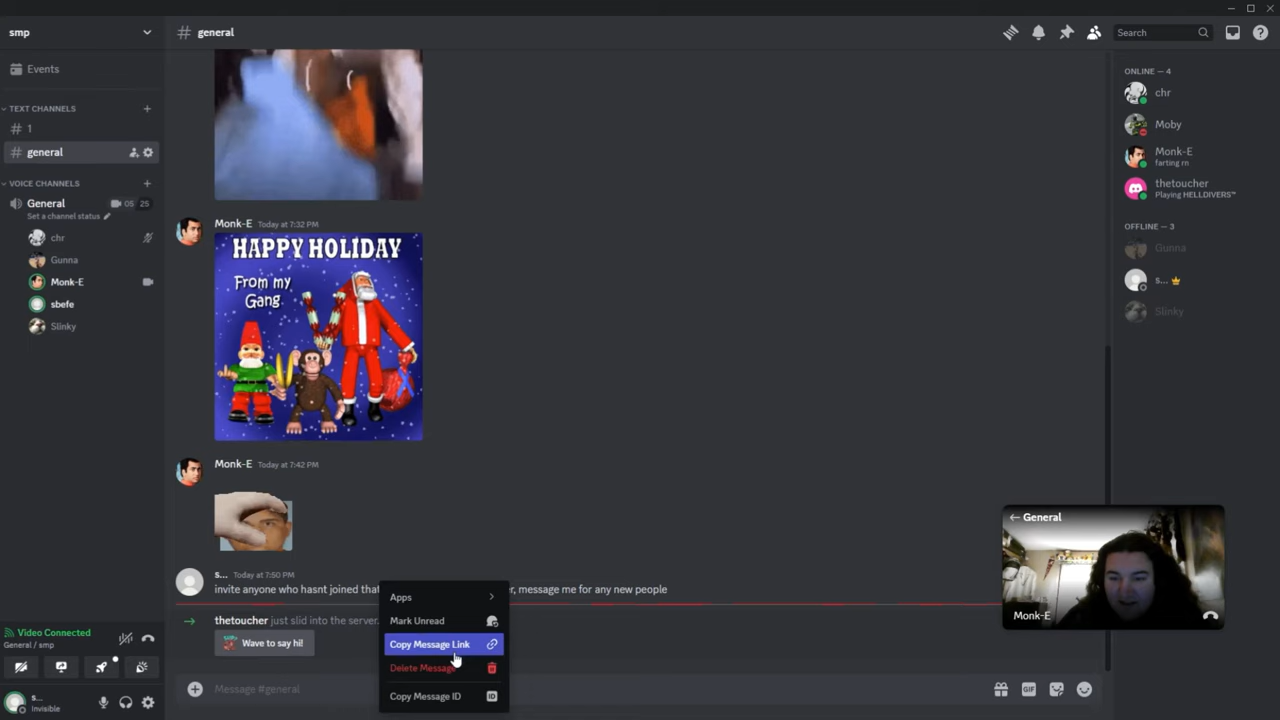 smp
Events
TEXT CHANNELS
# 1
# general
VOICE CHANNELS
General 05 25
Set a channel status
chr
Gunna
Monk-E
sbefe
Slinky
Video Connected
General / smp
s...
Invisible
# general
Search
Monk-E Today at 7:32 PM
HAPPY HOLIDAY
From my
Gang
Monk-E Today at 7:42 PM
s... Today at 7:50 PM
invite anyone who hasnt joined that
, message me for any new people
thetoucher just slid into the server.
Wave to say hi!
Message #general
GIF
Apps
Mark Unread
Copy Message Link
Delete Message
Copy Message ID
ID
ONLINE — 4
chr
Moby
Monk-E
farting rn
thetoucher
Playing HELLDIVERS™
OFFLINE — 3
Gunna
s...
Slinky
General
Monk-E